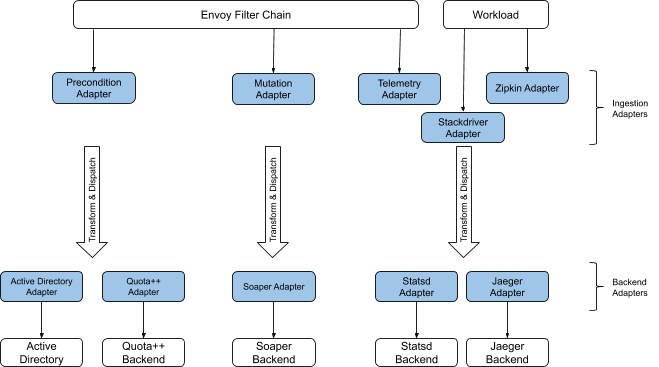 Envoy Filter Chain
Workload
Precondition
Adapter
Mutation
Adapter
Telemetry
Adapter
Zipkin Adapter
Ingestion
Adapters
Stackdriver
Adapter
Transform & Dispatch
Transform & Dispatch
Transform & Dispatch
Active Directory
Adapter
Quota++
Adapter
Soaper Adapter
Statsd
Adapter
Jaeger
Adapter
Backend
Adapters
Active
Directory
Quota++
Backend
Soaper
Backend
Statsd
Backend
Jaeger
Backend